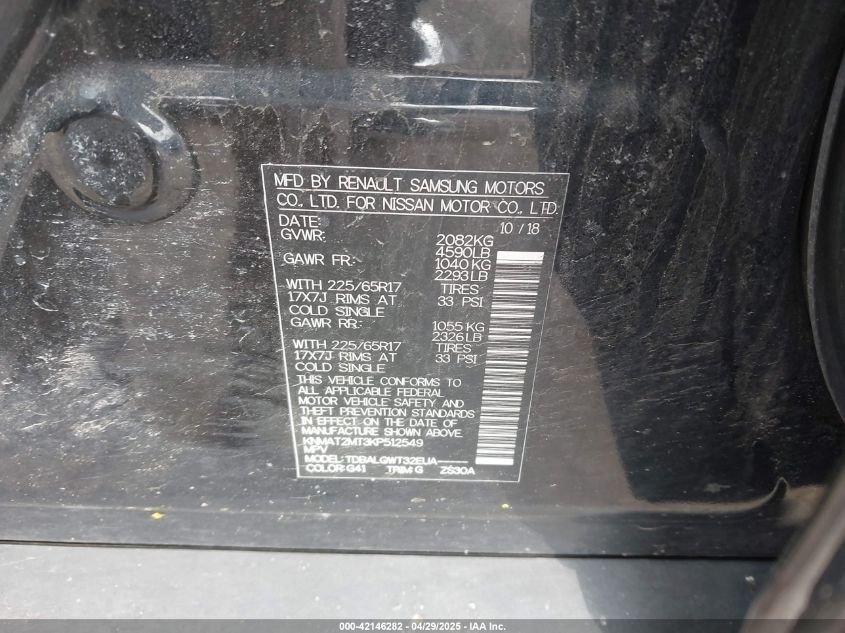 MFD BY RENAULT SAMSUNG MOTORS
CO., LTD. FOR NISSAN MOTOR CO., LTD.
DATE: 10 / 18
GVWR: 2082KG
4590LB
GAWR FR: 1040 KG
2293LB
WITH 225/65R17 TIRES
17X7J RIMS AT 33 PSI
COLD SINGLE
GAWR RR: 1055 KG
2326LB
WITH 225/65R17 TIRES
17X7J RIMS AT 33 PSI
COLD SINGLE
THIS VEHICLE CONFORMS TO
ALL APPLICABLE FEDERAL
MOTOR VEHICLE SAFETY AND
THEFT PREVENTION STANDARDS
IN EFFECT ON THE DATE OF
MANUFACTURE SHOWN ABOVE.
KNMAT2MT3KP512549
MPV
MODEL: TDBALGWT32EUA-----
COLOR: G41 TRIM: G ZS30A
000-42146282 - 04/29/2025 - IAA Inc.